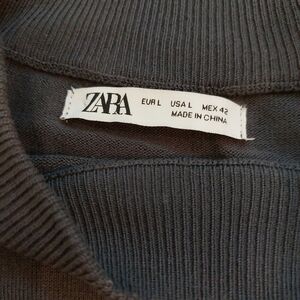 ZARA EUR L USA L MEX 42
MADE IN CHINA